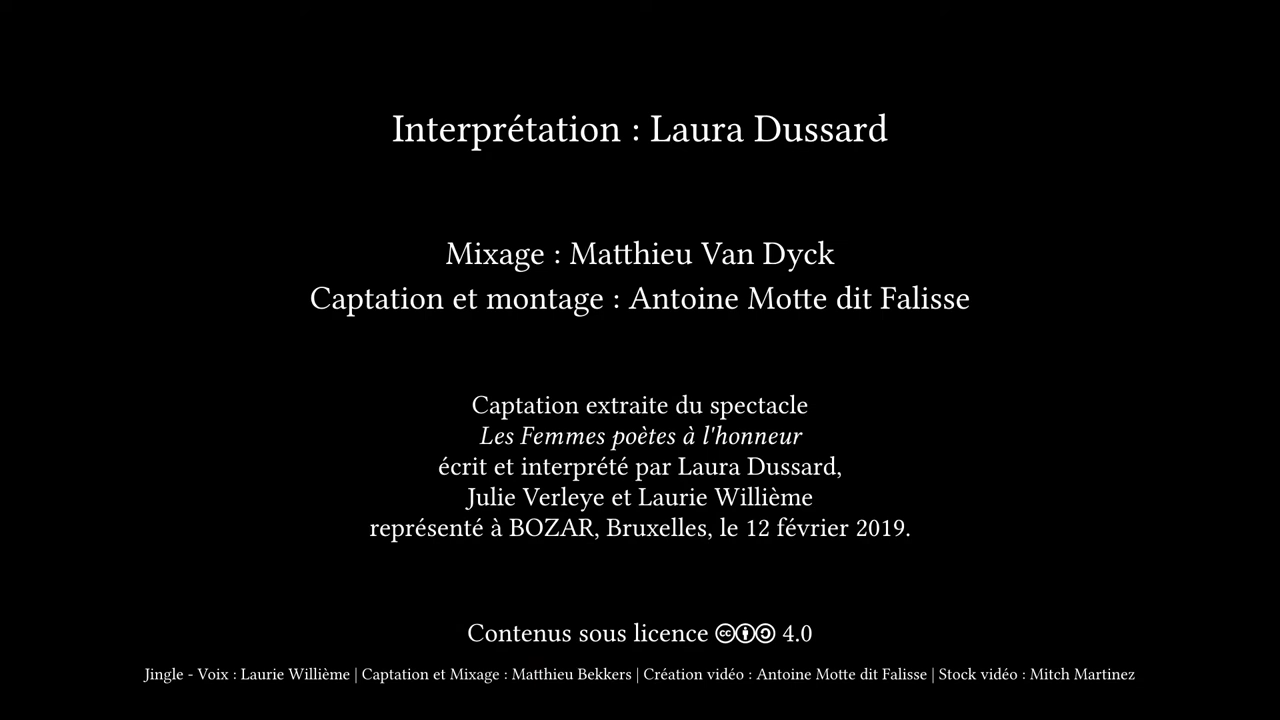 Interprétation : Laura Dussard
Mixage : Matthieu Van Dyck
Captation et montage : Antoine Motte dit Falisse
Captation extraite du spectacle
Les Femmes poètes à l'honneur
écrit et interprété par Laura Dussard,
Julie Verleye et Laurie Willième
représenté à BOZAR, Bruxelles, le 12 février 2019.
Contenus sous licence 4.0
Jingle - Voix : Laurie Willième | Captation et Mixage : Matthieu Bekkers | Création vidéo : Antoine Motte dit Falisse | Stock vidéo : Mitch Martinez